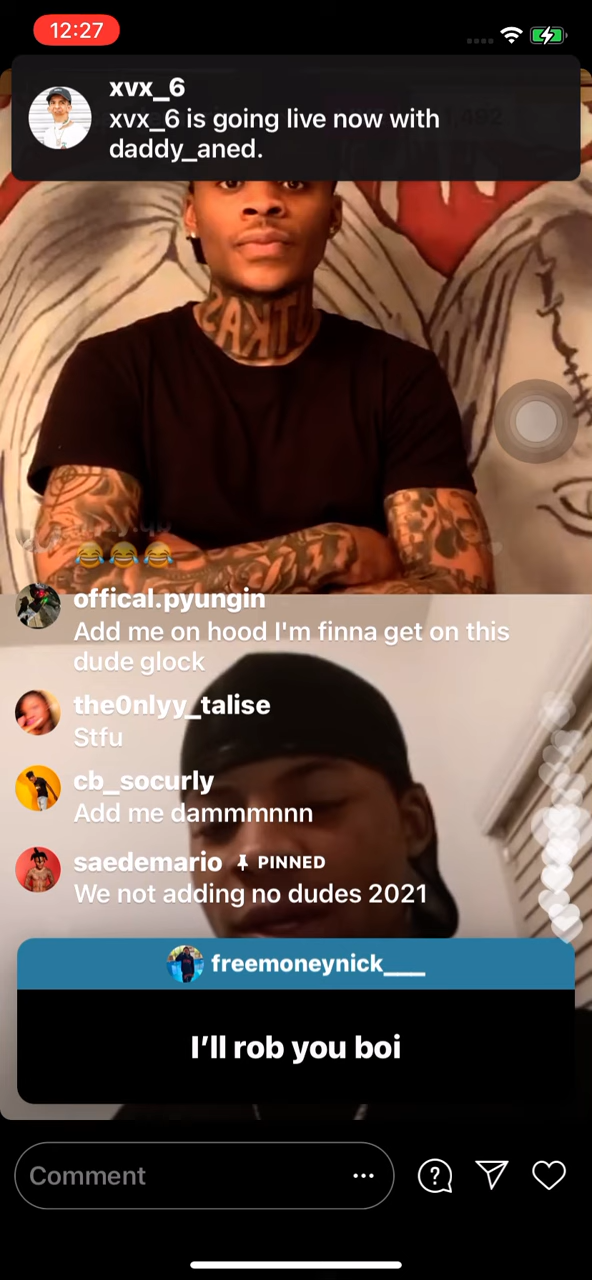 12:27
xvx_6
xvx_6 is going live now with
daddy_aned.
😂😂😂
offical.pyungin
Add me on hood I'm finna get on this
dude glock
the0nlyy_talise
Stfu
cb_socurly
Add me dammmnnn
saedemario PINNED
We not adding no dudes 2021
freemoneynick___
I’ll rob you boi
Comment